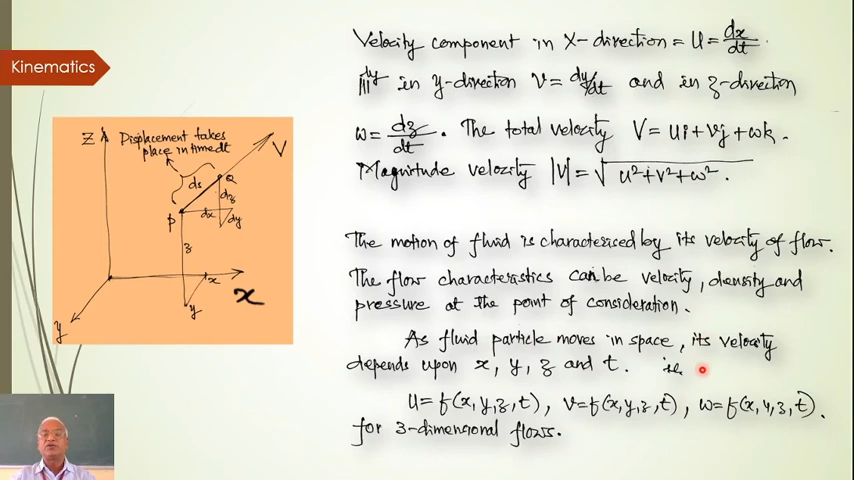 Kinematics
Velocity component in X-direction = U = dx/dt.
|||ly in y-direction V = dy/dt and in z-direction
w = dz/dt. The total velocity V = Ui + Vj + wk.
Magnitude velocity |V| = √u²+v²+w².
The motion of fluid is characterised by its velocity of flow.
The flow characteristics can be velocity, density and
pressure at the point of consideration.
As fluid particle moves in space, its velocity
depends upon x, y, z and t. ie,
U = f(x,y,z,t), V = f(x,y,z,t), w = f(x,y,z,t).
for 3-dimensional flows.
Z
Displacement takes
place in time dt
V
ds
Q
dz
P
dx
dy
z
x
x
y
y